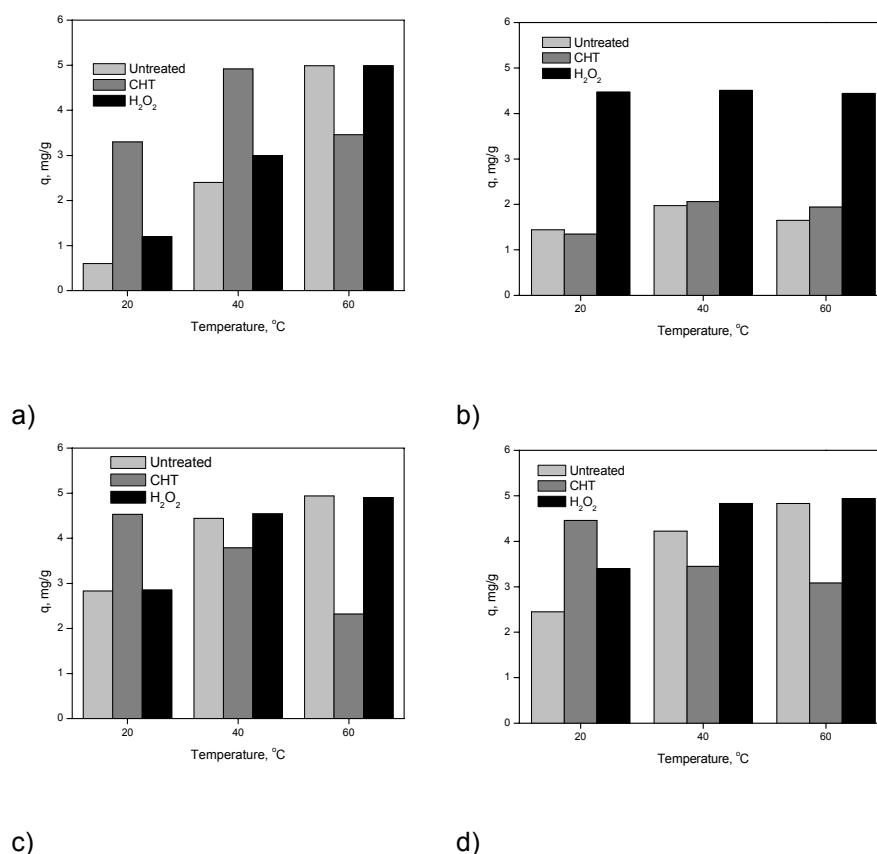 6
5
4
3
2
1
0
q, mg/g
Untreated
CHT
H₂O₂
20
40
60
Temperature, °C
a)
6
5
4
3
2
1
0
q, mg/g
Untreated
CHT
H₂O₂
20
40
60
Temperature, °C
b)
6
5
4
3
2
1
0
q, mg/g
Untreated
CHT
H₂O₂
20
40
60
Temperature, °C
c)
6
5
4
3
2
1
0
q, mg/g
Untreated
CHT
H₂O₂
20
40
60
Temperature, °C
d)